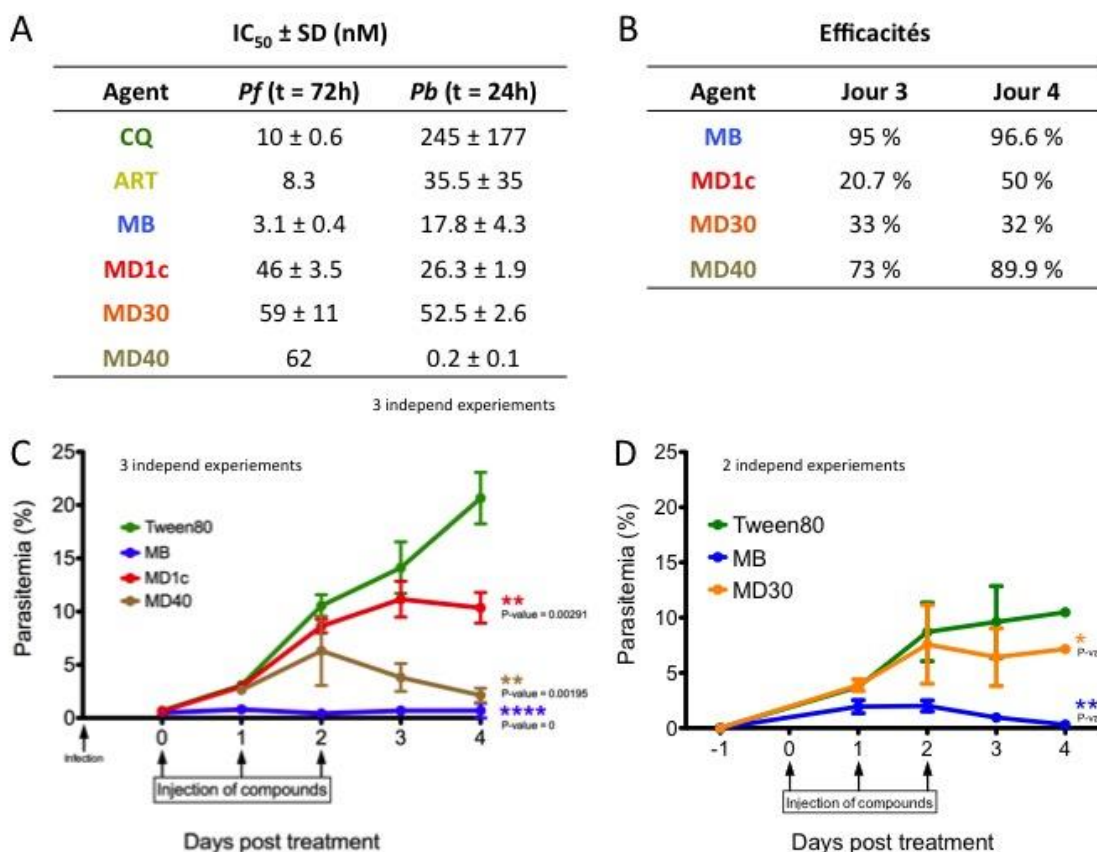 A
IC50 ± SD (nM)
Agent Pf (t = 72h) Pb (t = 24h)
CQ 10 ± 0.6 245 ± 177
ART 8.3 35.5 ± 35
MB 3.1 ± 0.4 17.8 ± 4.3
MD1c 46 ± 3.5 26.3 ± 1.9
MD30 59 ± 11 52.5 ± 2.6
MD40 62 0.2 ± 0.1
3 independ experiements
B
Efficacités
Agent Jour 3 Jour 4
MB 95 % 96.6 %
MD1c 20.7 % 50 %
MD30 33 % 32 %
MD40 73 % 89.9 %
C
3 independ experiements
Parasitemia (%)
25
20
15
10
5
0
Tween80
MB
MD1c
MD40
**
P-value = 0.00291
**
P-value = 0.00195
****
P-value = 0
0 1 2 3 4
Infection
Injection of compounds
Days post treatment
D
2 independ experiements
Parasitemia (%)
25
20
15
10
5
0
Tween80
MB
MD30
*
P-va
**
P-va
-1 0 1 2 3 4
Injection of compounds
Days post treatment